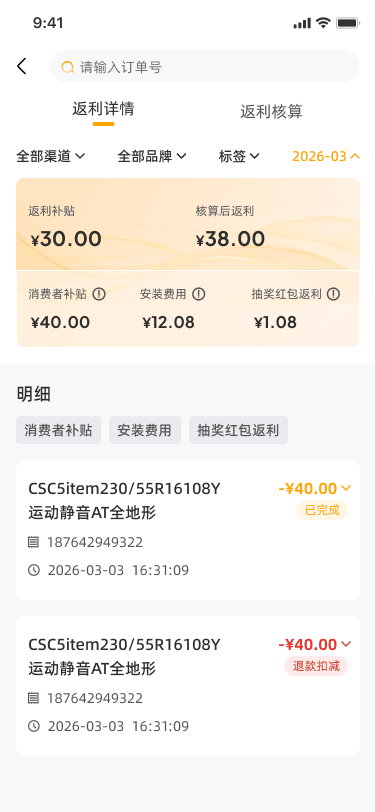 9:41
请输入订单号
返利详情 返利核算
全部渠道 全部品牌 标签 2026-03
返利补贴 核算后返利
¥30.00 ¥38.00
消费者补贴 安装费用 抽奖红包返利
¥40.00 ¥12.08 ¥1.08
明细
消费者补贴 安装费用 抽奖红包返利
CSC5item230/55R16108Y -¥40.00
运动静音AT全地形 已完成
187642949322
2026-03-03 16:31:09
CSC5item230/55R16108Y -¥40.00
运动静音AT全地形 退款扣减
187642949322
2026-03-03 16:31:09